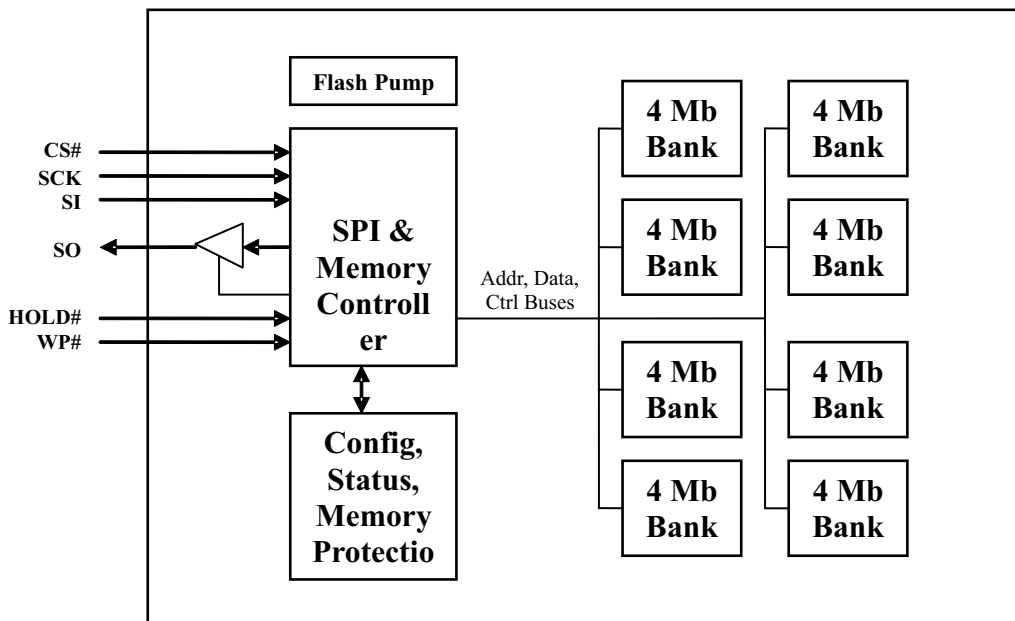 Flash Pump
CS#
SCK
SI
SO
HOLD#
WP#
SPI &
Memory
Controll
er
Config,
Status,
Memory
Protectio
Addr, Data,
Ctrl Buses
4 Mb
Bank
4 Mb
Bank
4 Mb
Bank
4 Mb
Bank
4 Mb
Bank
4 Mb
Bank
4 Mb
Bank
4 Mb
Bank